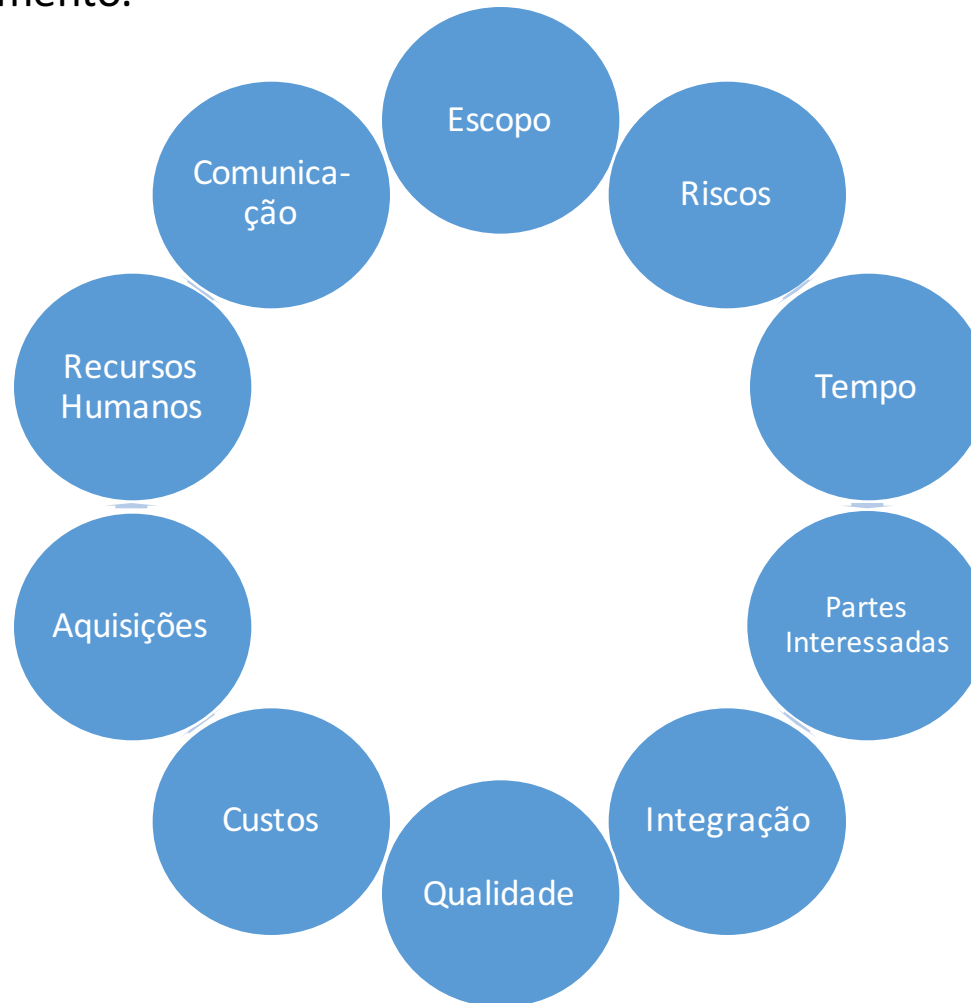 Escopo
Comunica-
ção
Riscos
Recursos
Humanos
Tempo
Aquisições
Partes
Interessadas
Custos
Integração
Qualidade